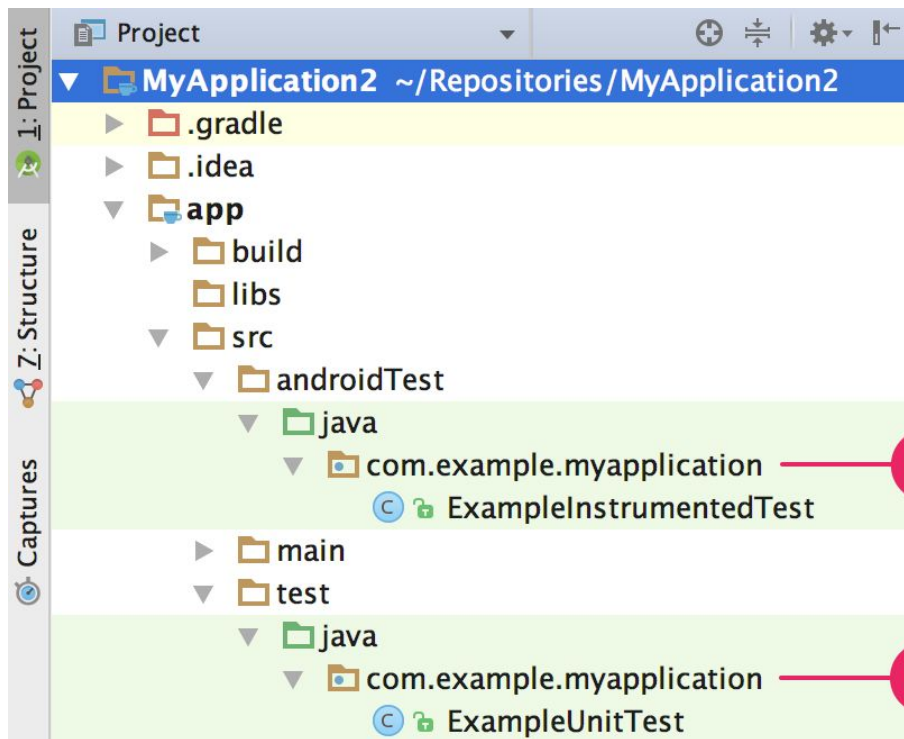 Project
MyApplication2 ~/Repositories/MyApplication2
.gradle
.idea
app
build
libs
src
androidTest
java
com.example.myapplication
ExampleInstrumentedTest
main
test
java
com.example.myapplication
ExampleUnitTest
1: Project
7: Structure
Captures